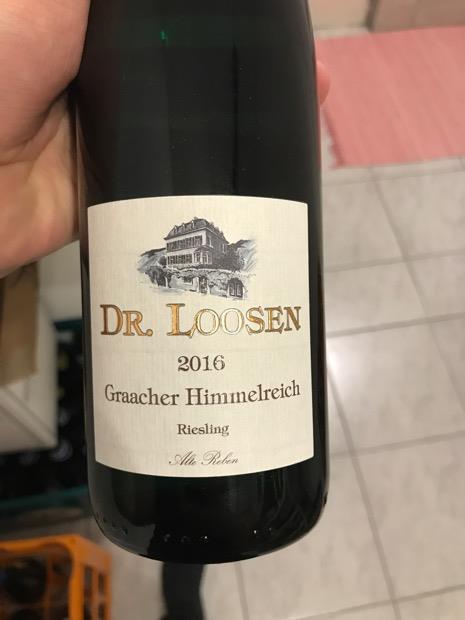 DR. LOOSEN
2016
Graacher Himmelreich
Riesling
Alte Reben